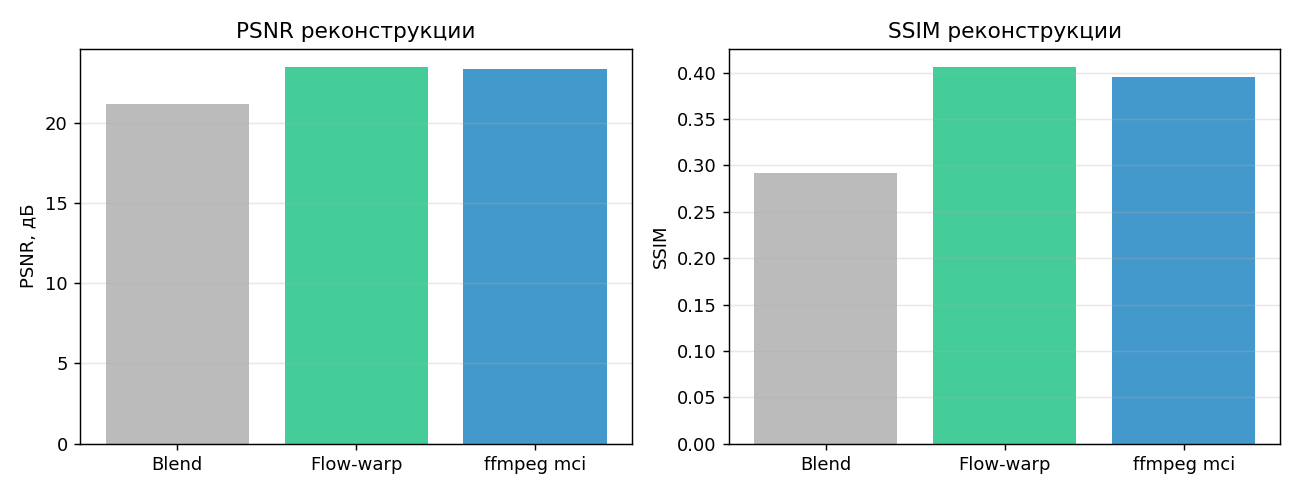 PSNR реконструкции
PSNR, дБ
20
15
10
5
0
Blend
Flow-warp
ffmpeg mci
SSIM реконструкции
SSIM
0.40
0.35
0.30
0.25
0.20
0.15
0.10
0.05
0.00
Blend
Flow-warp
ffmpeg mci